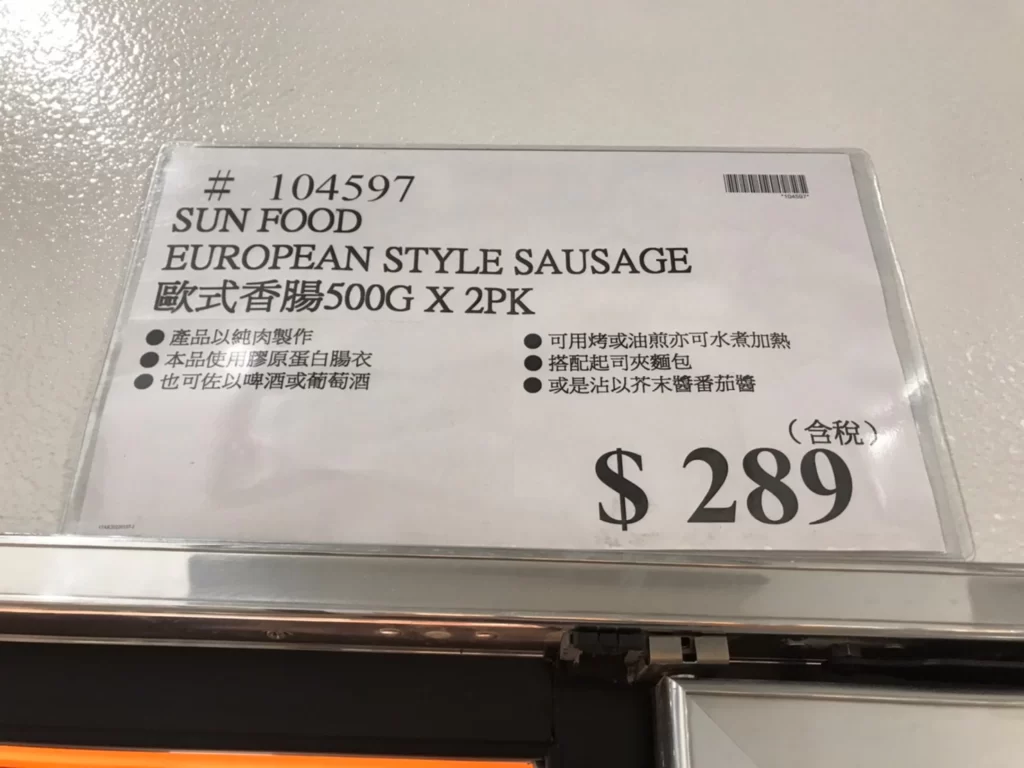 # 104597
*104597*
SUN FOOD
EUROPEAN STYLE SAUSAGE
歐式香腸500G X 2PK
● 產品以純肉製作
● 本品使用膠原蛋白腸衣
● 也可佐以啤酒或葡萄酒
● 可用烤或油煎亦可水煮加熱
● 搭配起司夾麵包
● 或是沾以芥末醬番茄醬
（含稅）
$ 289